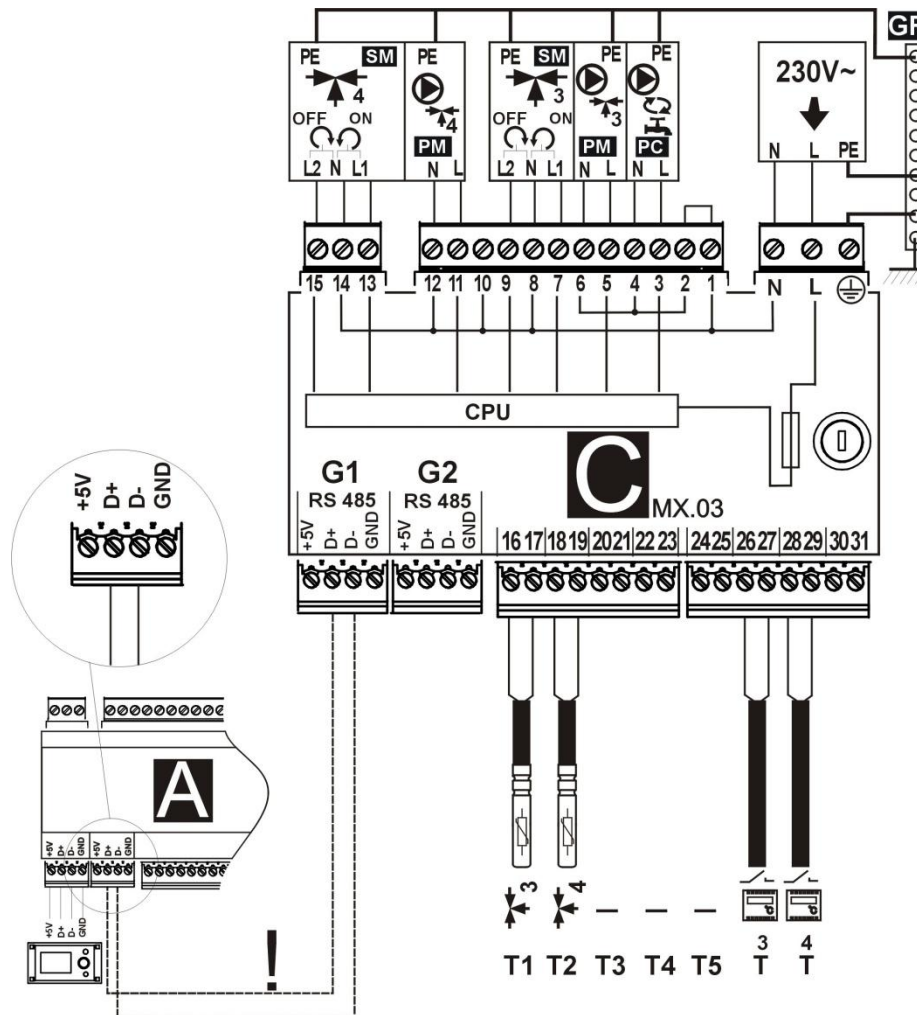 GR
PE SM PE PE SM PE PE
4 4 3 3
230V~
OFF ON OFF ON
PM PM PC
L2 N L1 N L L2 N L1 N L N L
N L PE
15 14 13 12 11 10 9 8 7 6 5 4 3 2 1 N L
CPU
C MX.03
G1 G2
RS 485 RS 485
+5V D+ D- GND +5V D+ D- GND
16 17 18 19 20 21 22 23 24 25 26 27 28 29 30 31
+5V D+ D- GND
A
+5V D+ D- GND +5V D+ D- GND
+5V D+ D- GND
!
°C °C
3 4 – – – 3 4
T1 T2 T3 T4 T5 T T